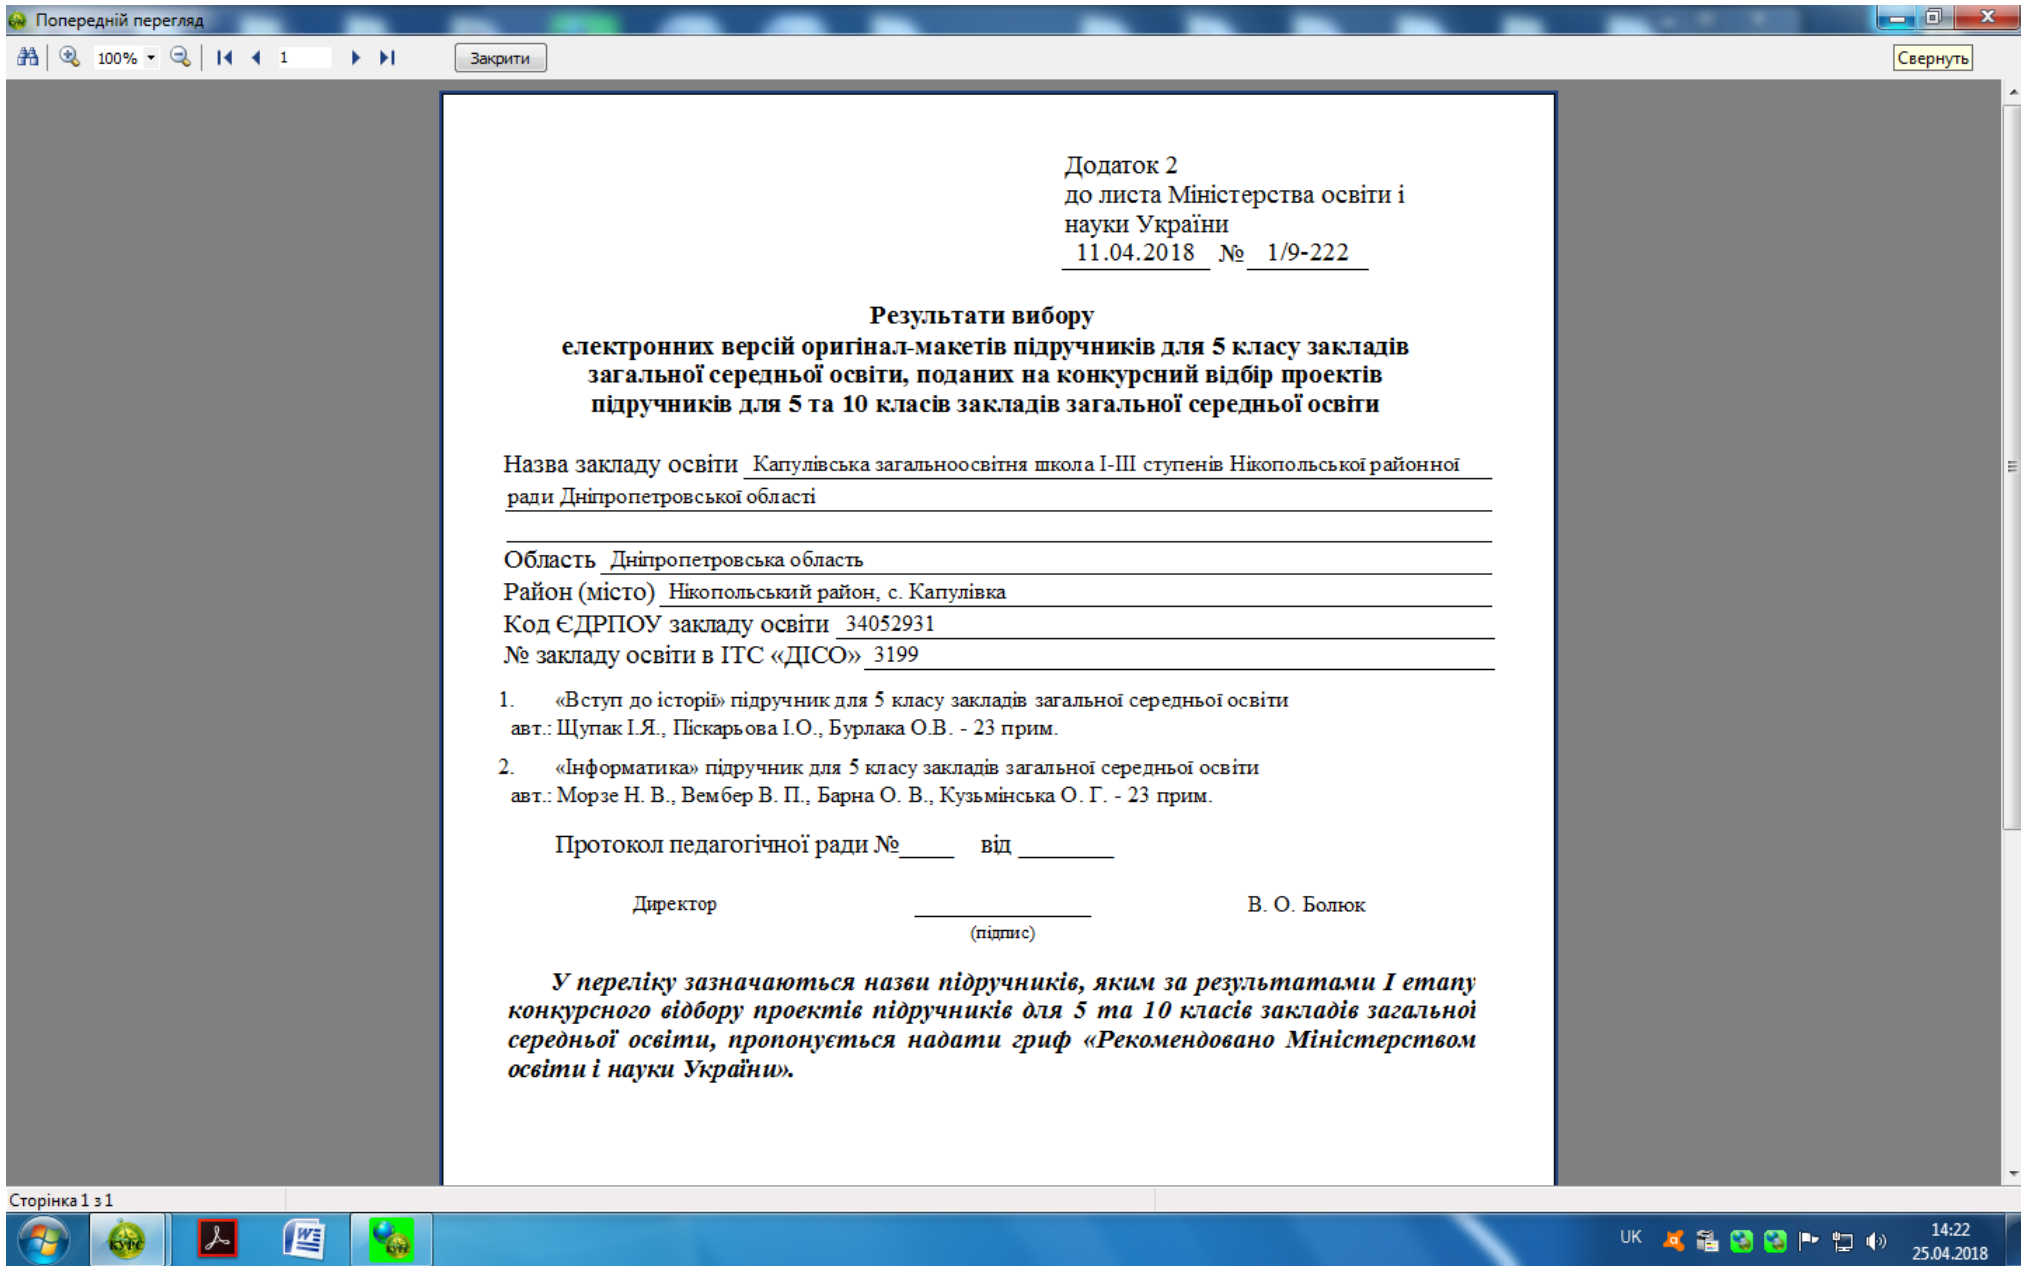 Попередній перегляд
100%
1
Закрити
Свернуть
Додаток 2
до листа Міністерства освіти і
науки України
11.04.2018 № 1/9-222
Результати вибору
електронних версій оригінал-макетів підручників для 5 класу закладів
загальної середньої освіти, поданих на конкурсний відбір проектів
підручників для 5 та 10 класів закладів загальної середньої освіти
Назва закладу освіти Капулівська загальноосвітня школа І-ІІІ ступенів Нікопольської районної
ради Дніпропетровської області
Область Дніпропетровська область
Район (місто) Нікопольський район, с. Капулівка
Код ЄДРПОУ закладу освіти 34052931
№ закладу освіти в ІТС «ДІСО» 3199
1. «Вступ до історії» підручник для 5 класу закладів загальної середньої освіти
авт.: Щупак І.Я., Піскарьова І.О., Бурлака О.В. - 23 прим.
2. «Інформатика» підручник для 5 класу закладів загальної середньої освіти
авт.: Морзе Н. В., Вембер В. П., Барна О. В., Кузьмінська О. Г. - 23 прим.
Протокол педагогічної ради №____ від _______
Директор В. О. Болюк
(підпис)
У переліку зазначаються назви підручників, яким за результатами І етапу
конкурсного відбору проектів підручників для 5 та 10 класів закладів загальної
середньої освіти, пропонується надати гриф «Рекомендовано Міністерством
освіти і науки України».
Сторінка 1 з 1
КУРС
UK
14:22
25.04.2018